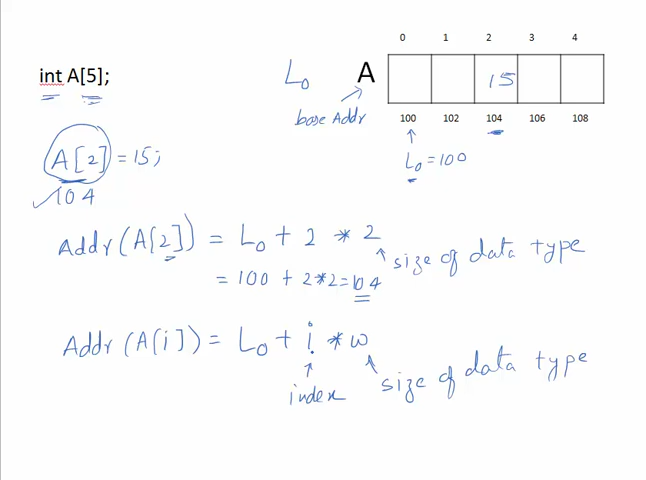 0 1 2 3 4
int A[5]; L₀ A 15
base Addr 100 102 104 106 108
A[2] = 15; L₀ = 100
104
Addr(A[2]) = L₀ + 2 * 2 size of data type
= 100 + 2*2 = 104
Addr(A[i]) = L₀ + i * w size of data type
index